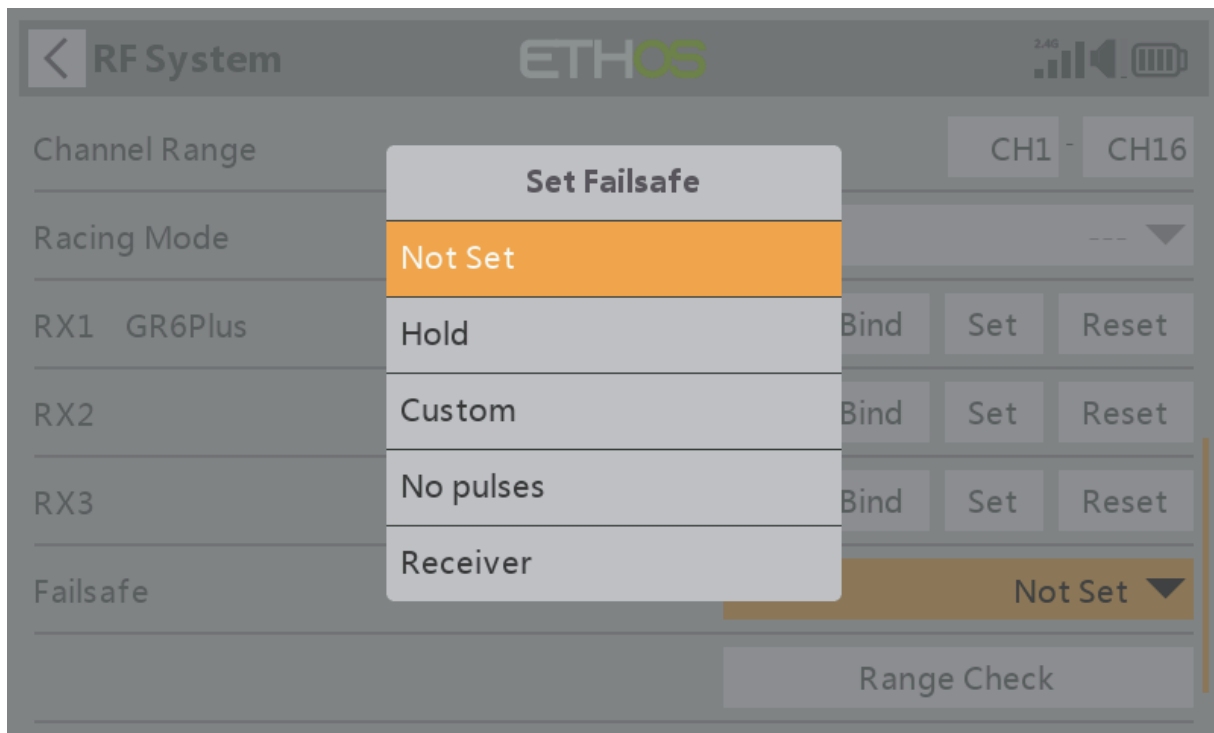 RF System ETHOS 2.4G
Channel Range CH1 - CH16
Set Failsafe
Racing Mode ---
Not Set
RX1 GR6Plus Bind Set Reset
Hold
RX2 Bind Set Reset
Custom
RX3 Bind Set Reset
No pulses
Receiver
Failsafe Not Set
Range Check